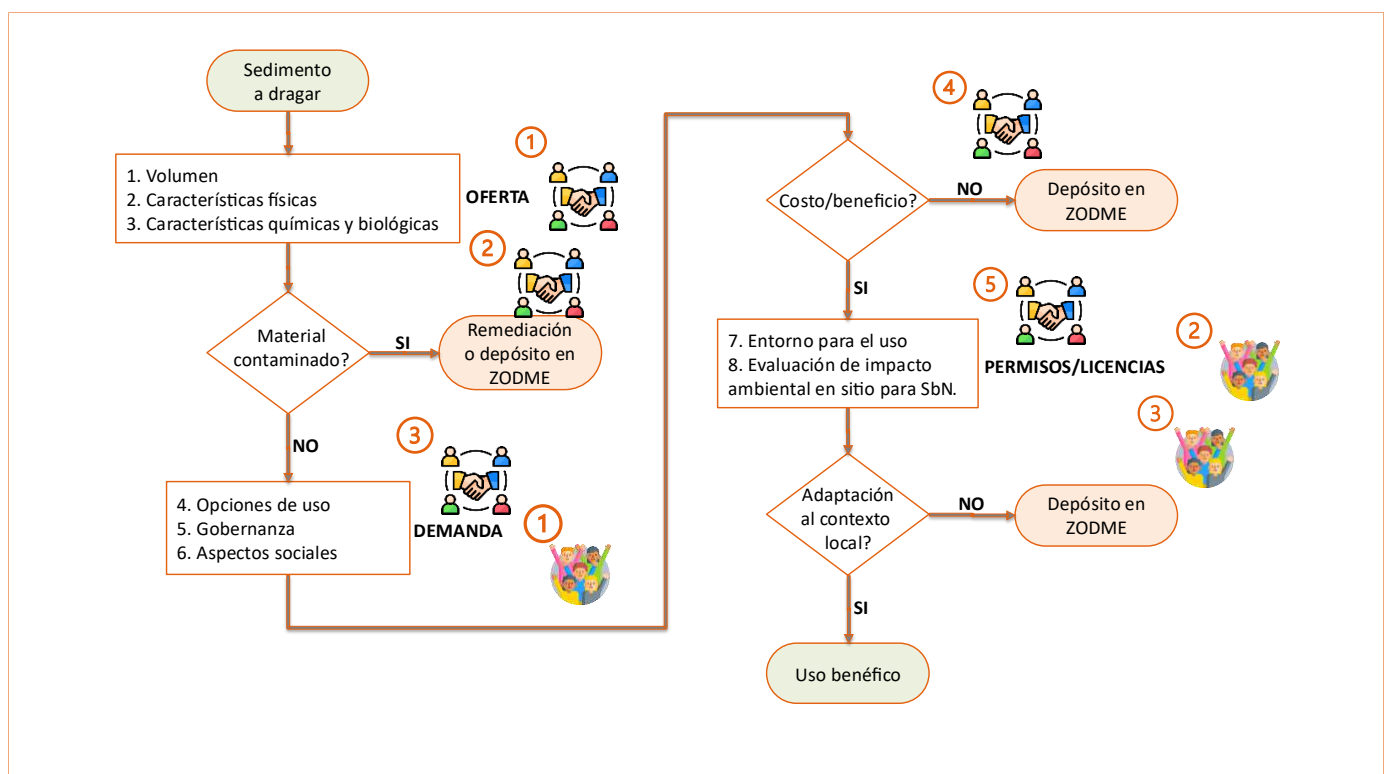 Sedimento
a dragar
1. Volumen
2. Características físicas
3. Características químicas y biológicas
OFERTA
1
2
Material
contaminado?
SI
Remediación
o depósito en
ZODME
NO
3
4. Opciones de uso
5. Gobernanza
6. Aspectos sociales
DEMANDA
1
4
Costo/beneficio?
NO
Depósito en
ZODME
SI
5
7. Entorno para el uso
8. Evaluación de impacto
ambiental en sitio para SbN.
PERMISOS/LICENCIAS
2
3
Adaptación
al contexto
local?
NO
Depósito en
ZODME
SI
Uso benéfico